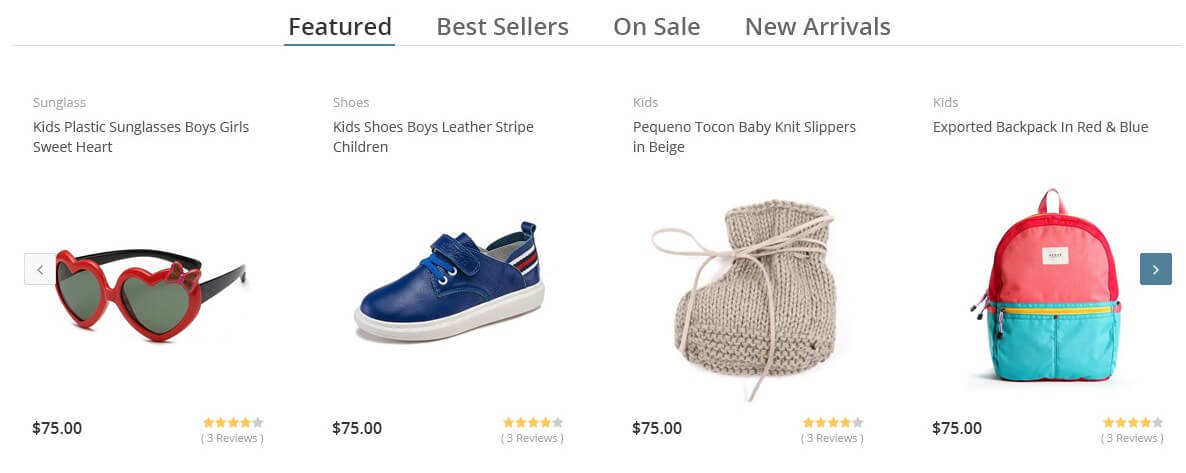 Featured Best Sellers On Sale New Arrivals
Sunglass
Kids Plastic Sunglasses Boys Girls
Sweet Heart
$75.00
( 3 Reviews )
Shoes
Kids Shoes Boys Leather Stripe
Children
$75.00
( 3 Reviews )
Kids
Pequeno Tocon Baby Knit Slippers
in Beige
$75.00
( 3 Reviews )
Kids
Exported Backpack In Red & Blue
$75.00
( 3 Reviews )